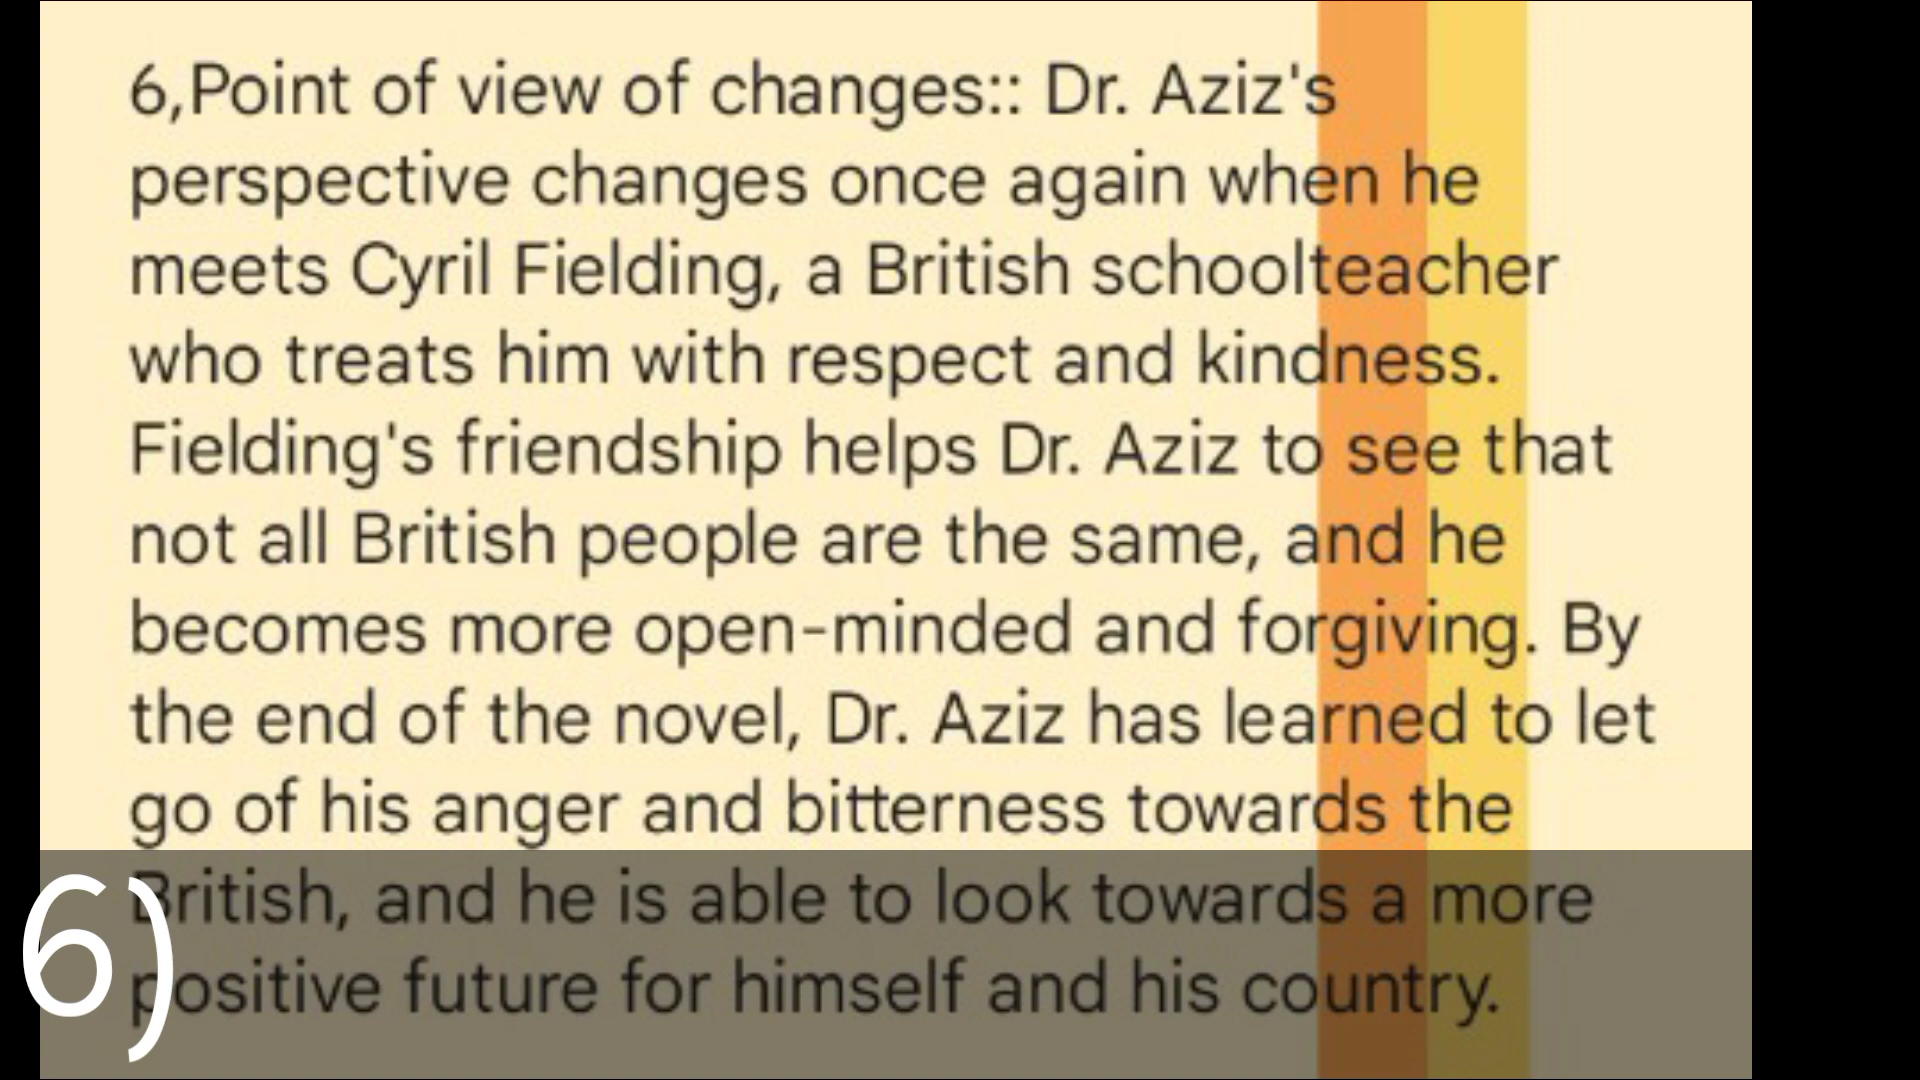 6,Point of view of changes:: Dr. Aziz's
perspective changes once again when he
meets Cyril Fielding, a British schoolteacher
who treats him with respect and kindness.
Fielding's friendship helps Dr. Aziz to see that
not all British people are the same, and he
becomes more open-minded and forgiving. By
the end of the novel, Dr. Aziz has learned to let
go of his anger and bitterness towards the
British, and he is able to look towards a more
positive future for himself and his country.
6)